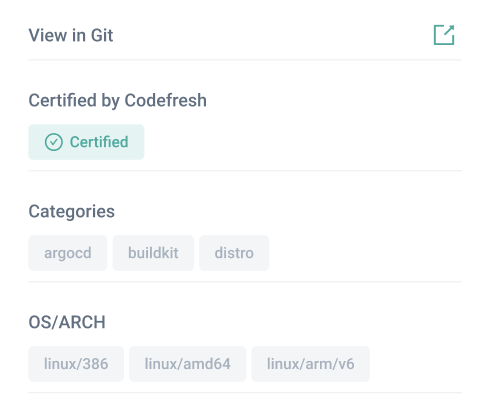 View in Git
Certified by Codefresh
Certified
Categories
argocd buildkit distro
OS/ARCH
linux/386 linux/amd64 linux/arm/v6